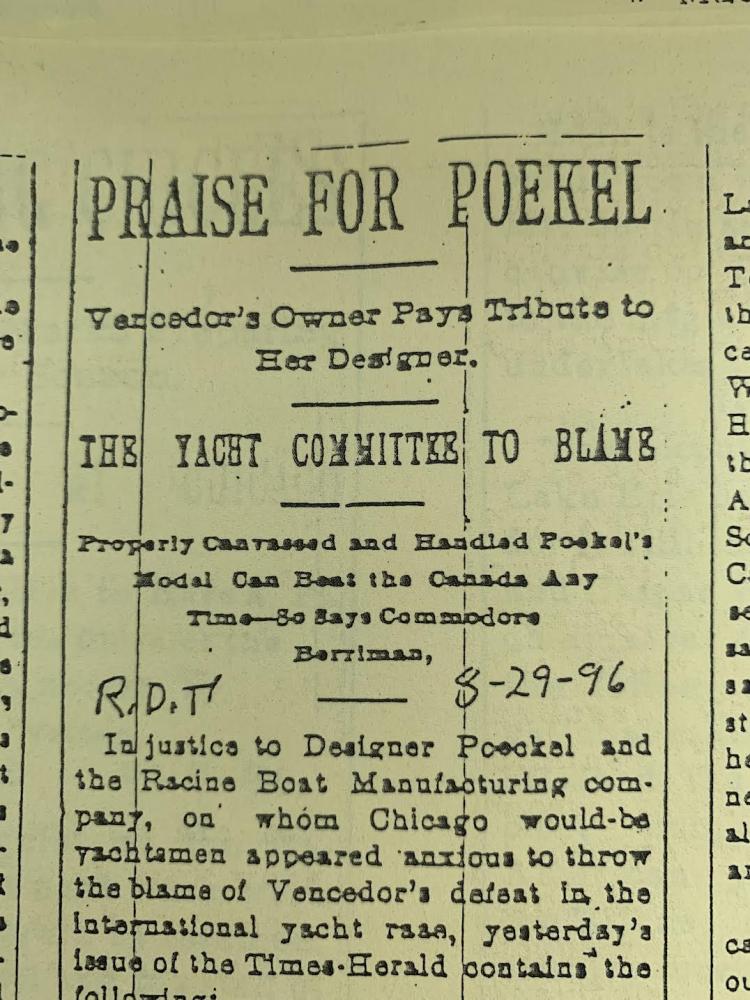 PRAISE FOR POEKEL.
Vencedor's Owner Pays Tribute to
Her Designer.
THE YACHT COMMITTEE TO BLAME
Properly Canvassed and Handled Poekel's
Model Can Beat the Canada Any
Time—So Says Commodore
Berriman,
R.D.T 8-29-96
In justice to Designer Poeckel and
the Racine Boat Manufacturing com-
pany, on whom Chicago would-be
yachtsmen appeared anxious to throw
the blame of Vencedor's defeat in the
international yacht raae, yesterday's
issue of the Times-Herald contains the
following: